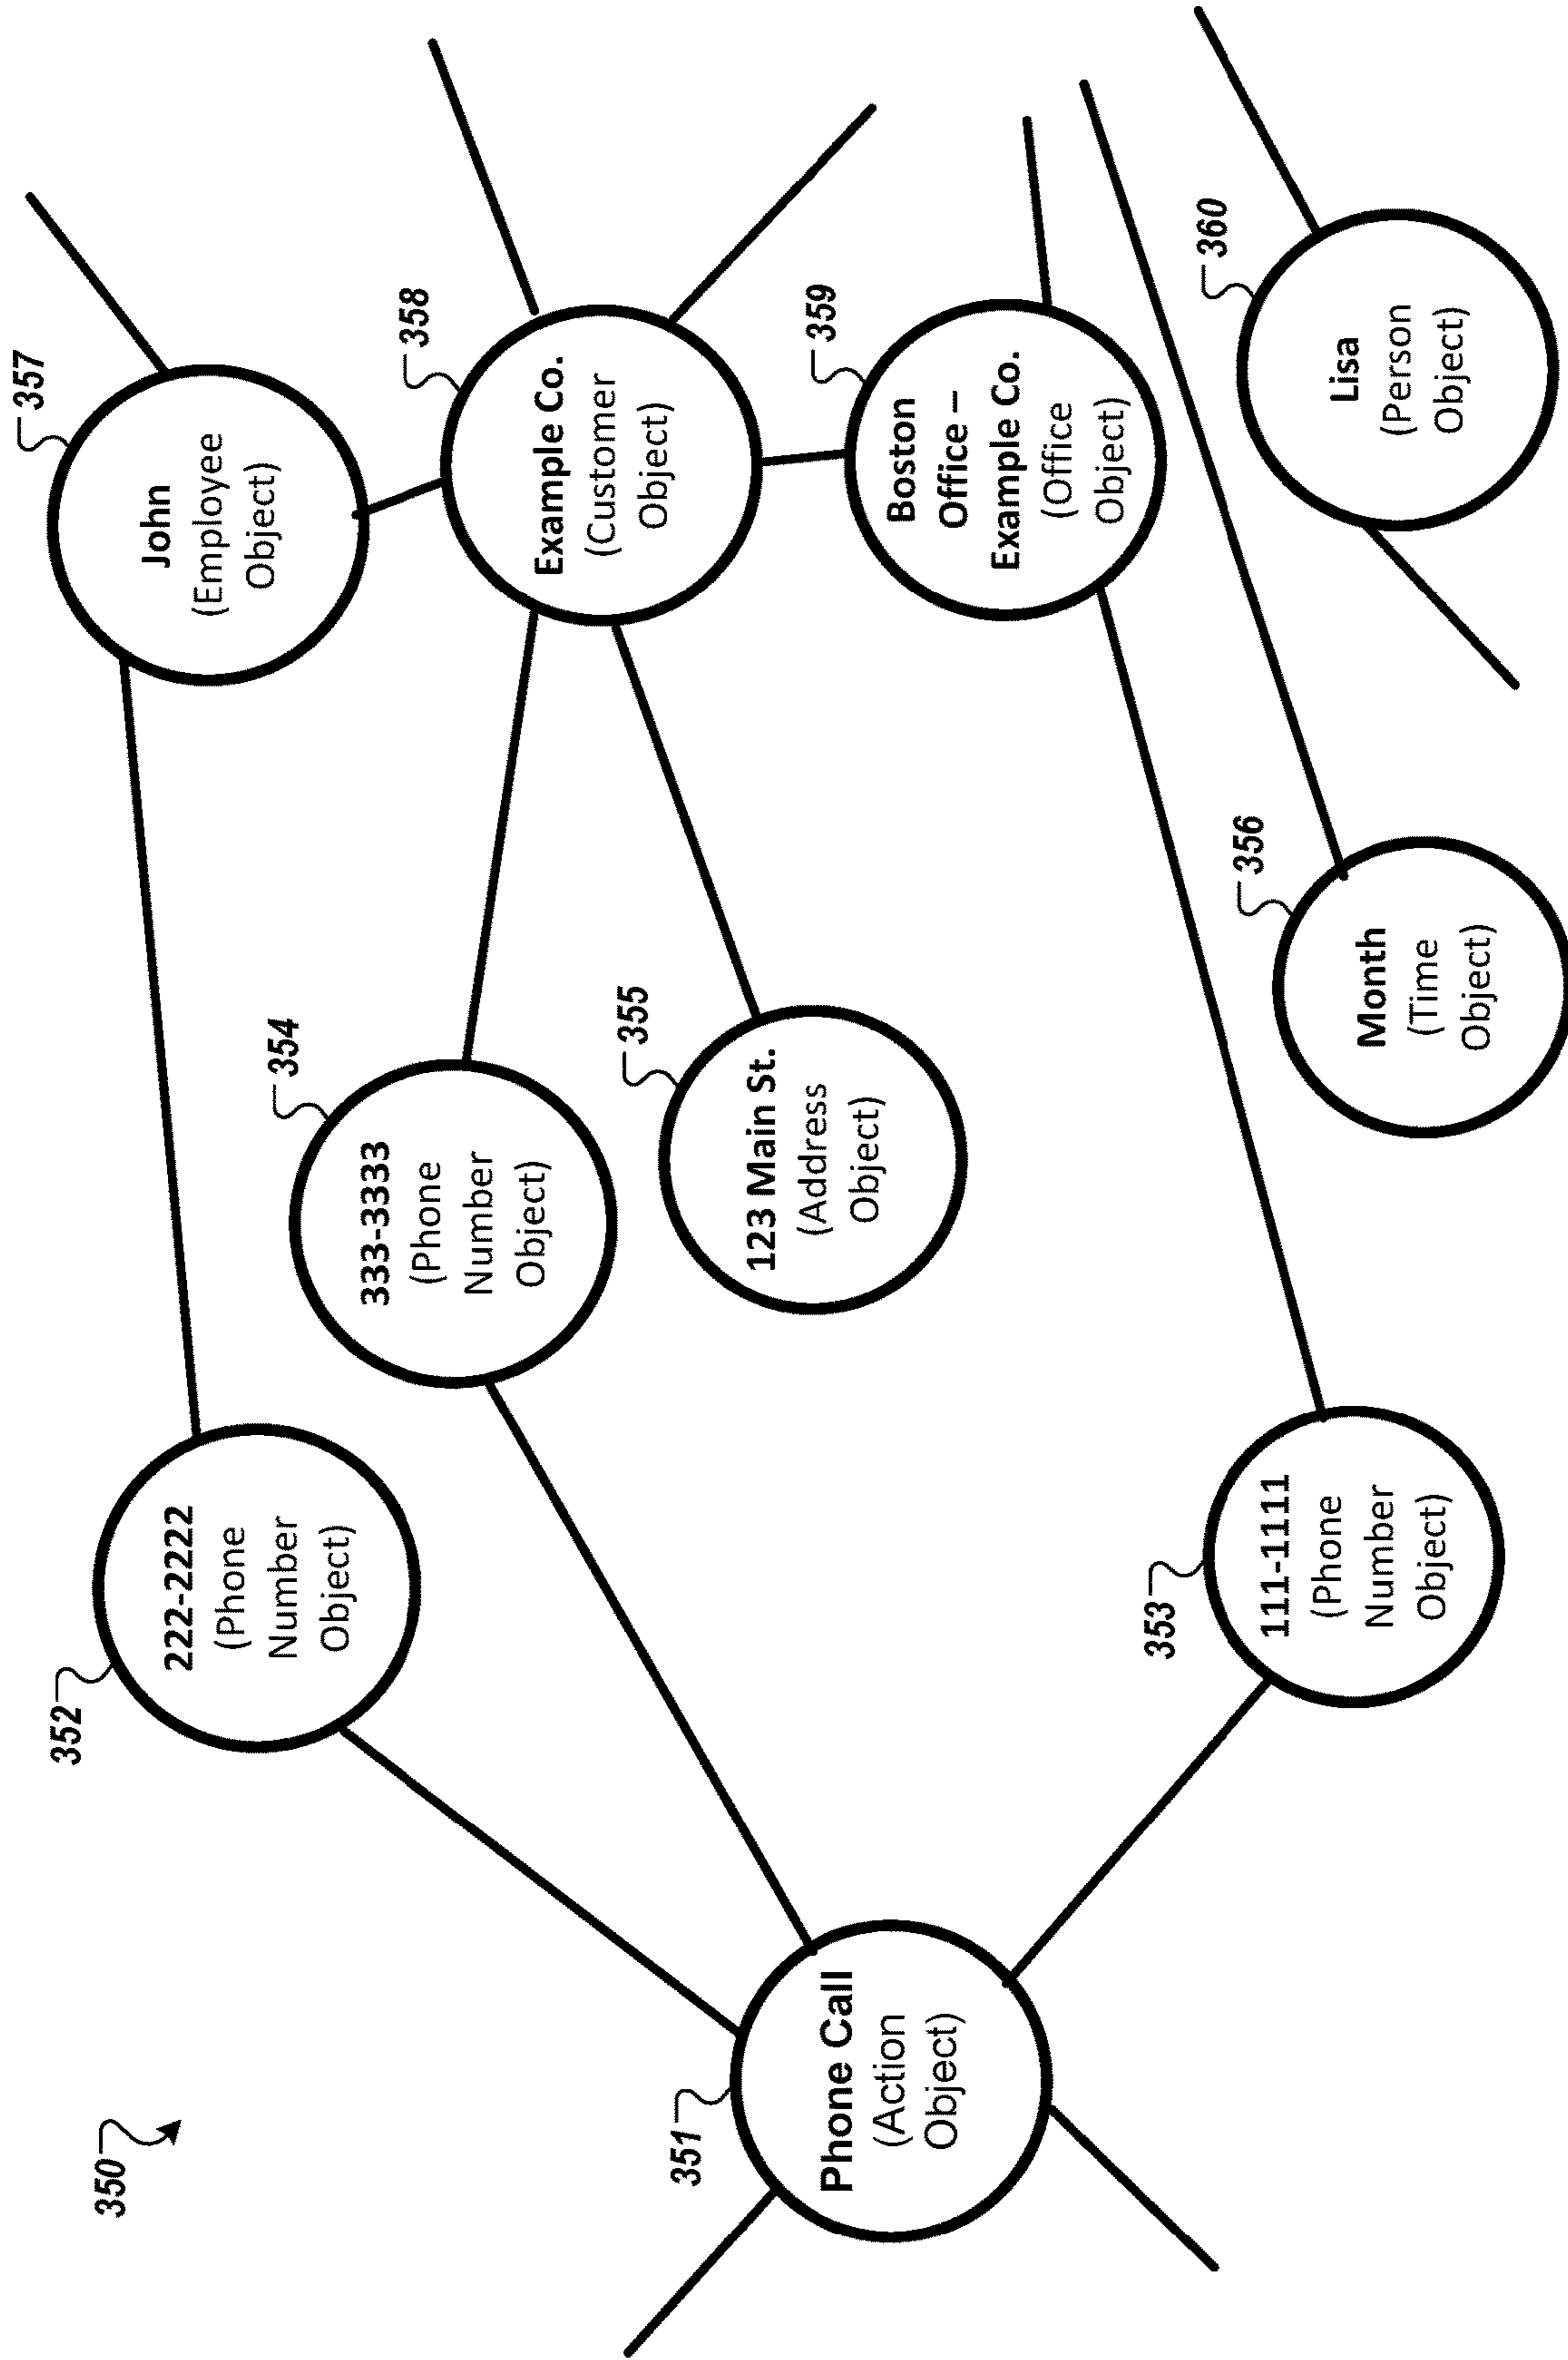 350
351
Phone Call
(Action
Object)
352
222-2222
(Phone
Number
Object)
353
111-1111
(Phone
Number
Object)
354
333-3333
(Phone
Number
Object)
355
123 Main St.
(Address
Object)
356
Month
(Time
Object)
357
John
(Employee
Object)
358
Example Co.
(Customer
Object)
359
Boston
Office –
Example Co.
(Office
Object)
360
Lisa
(Person
Object)